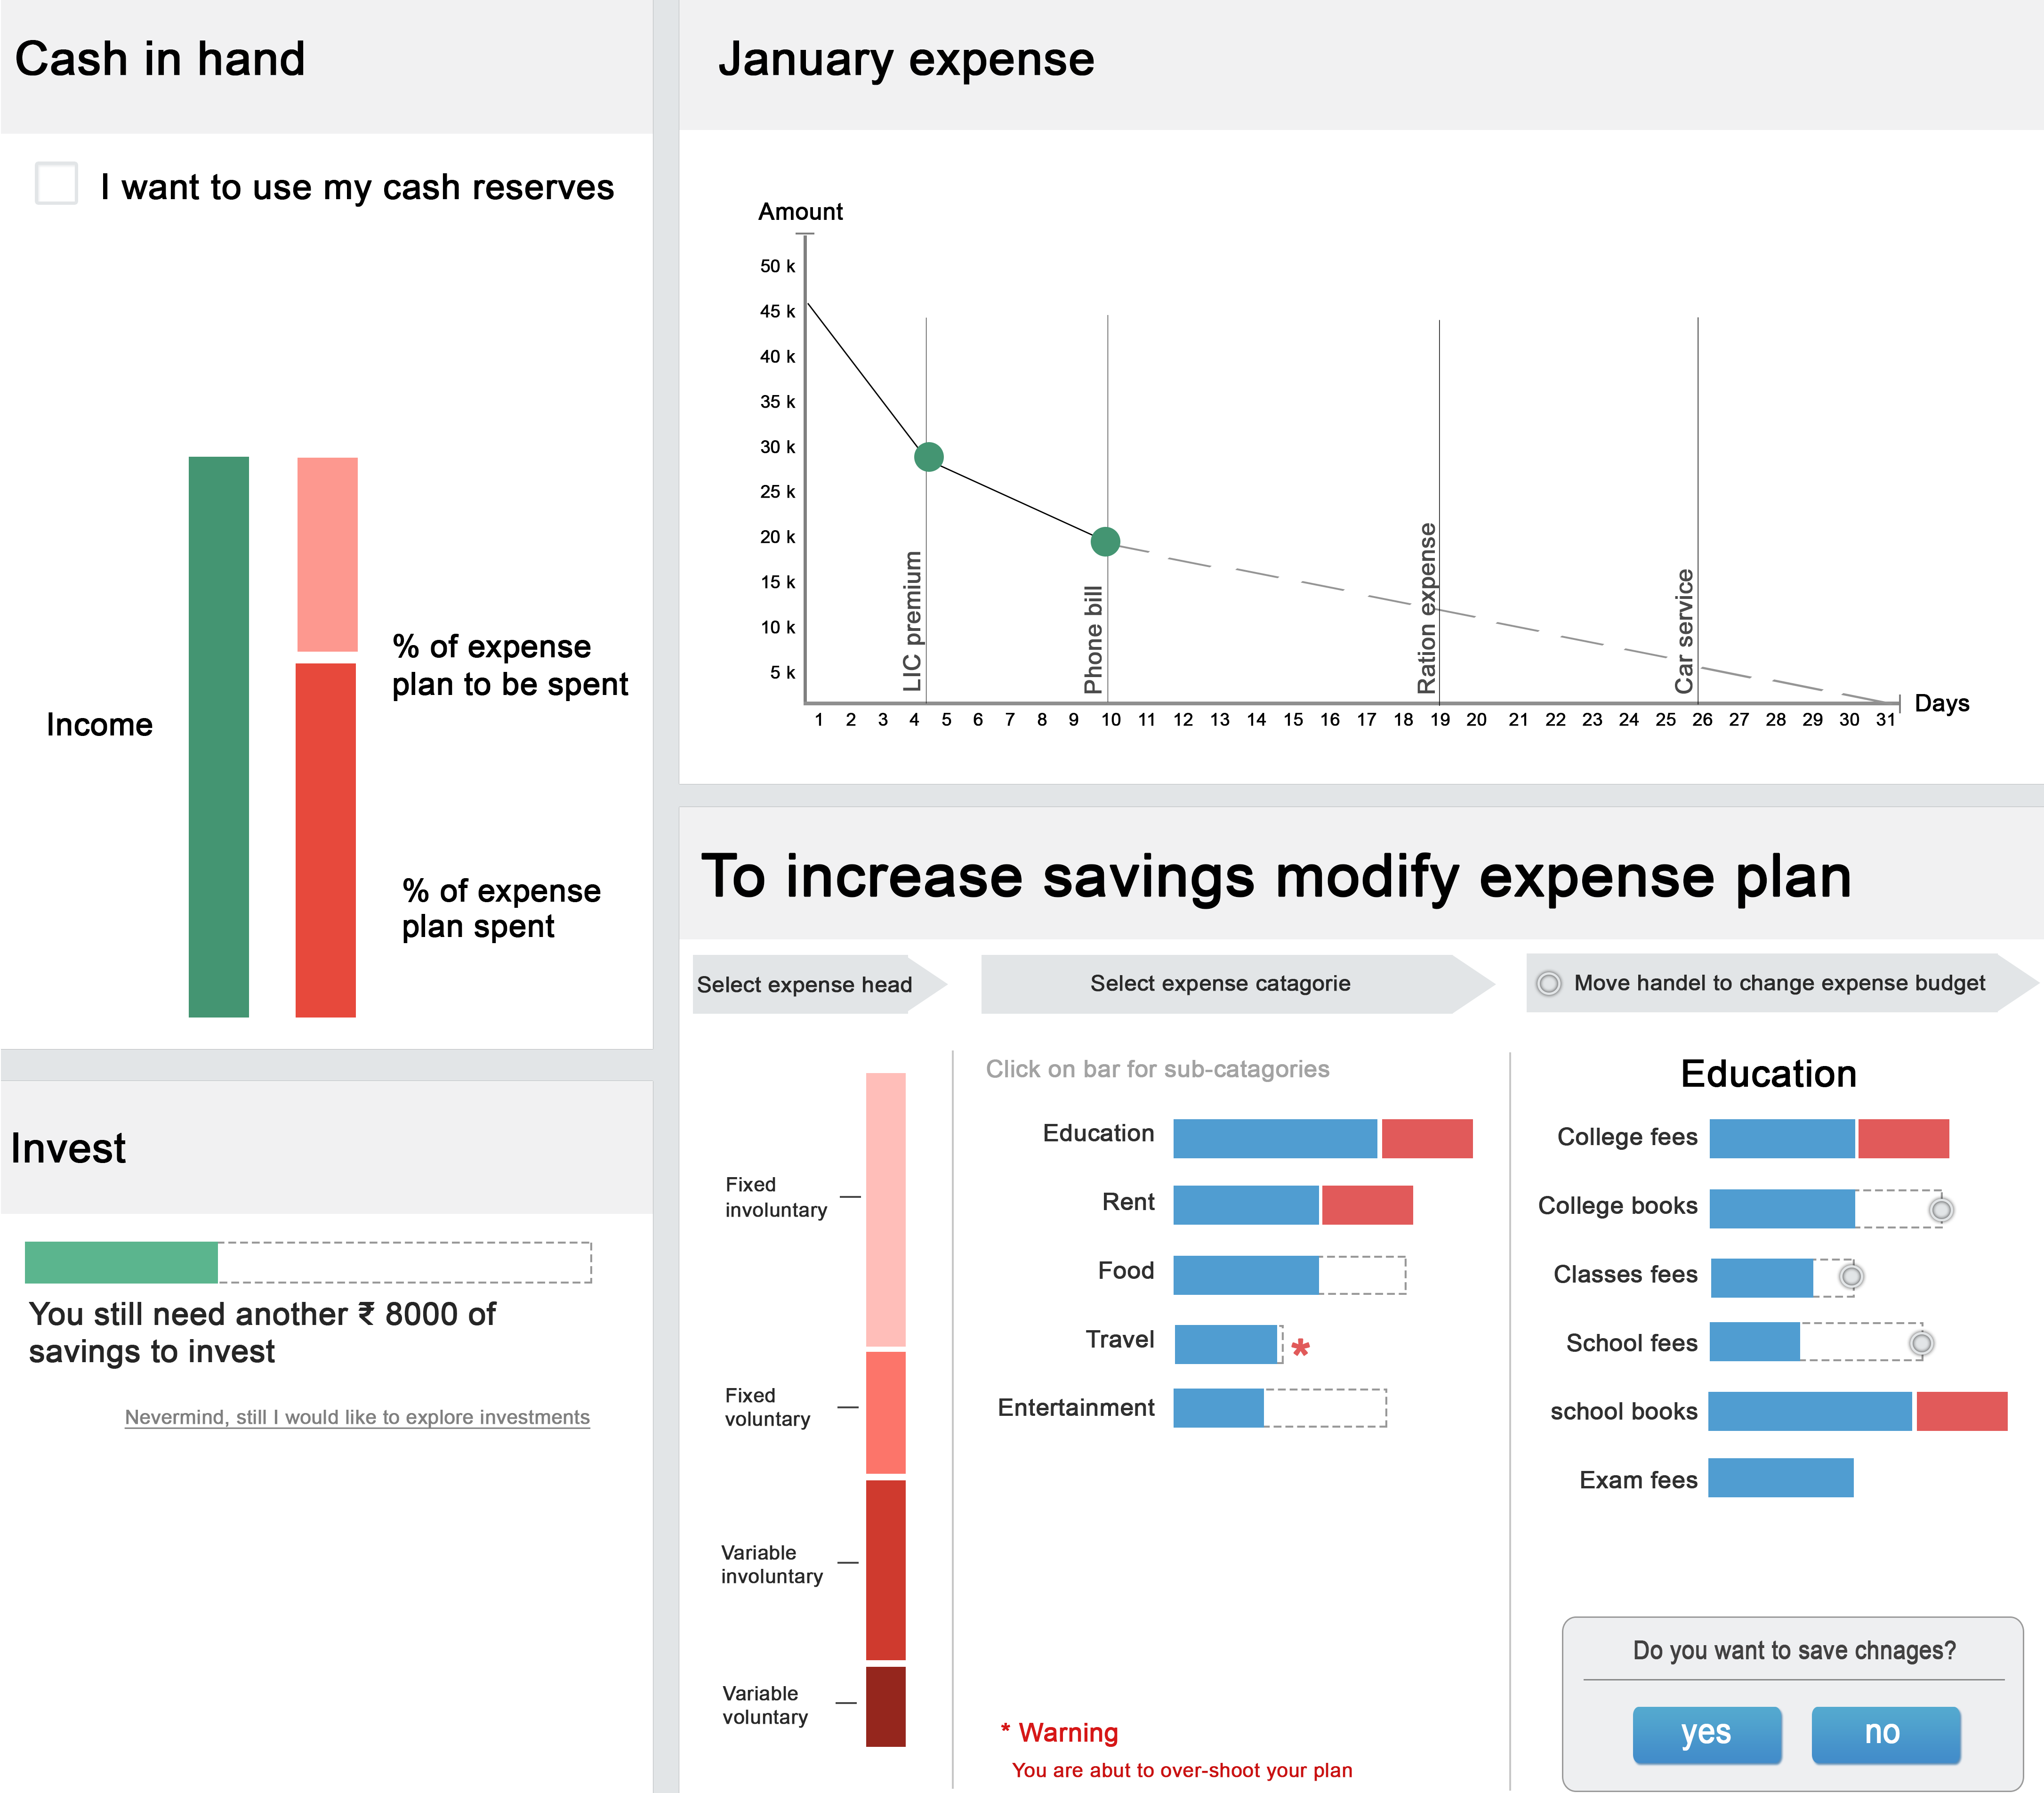 Cash in hand
I want to use my cash reserves
Income
% of expense
plan to be spent
% of expense
plan spent
Invest
You still need another ₹ 8000 of
savings to invest
Nevermind, still I would like to explore investments
January expense
Amount
50 k
45 k
40 k
35 k
30 k
25 k
20 k
15 k
10 k
5 k
LIC premium
Phone bill
Ration expense
Car service
1 2 3 4 5 6 7 8 9 10 11 12 13 14 15 16 17 18 19 20 21 22 23 24 25 26 27 28 29 30 31
Days
To increase savings modify expense plan
Select expense head
Fixed
involuntary
Fixed
voluntary
Variable
involuntary
Variable
voluntary
Select expense catagorie
Click on bar for sub-catagories
Education
Rent
Food
Travel *
Entertainment
* Warning
You are abut to over-shoot your plan
Move handel to change expense budget
Education
College fees
College books
Classes fees
School fees
school books
Exam fees
Do you want to save chnages?
yes no